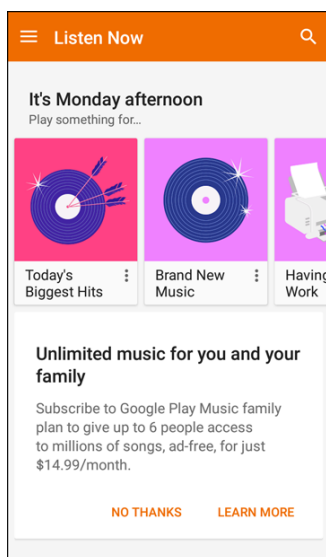 Listen Now
It's Monday afternoon
Play something for...
Today's
Biggest Hits
Brand New
Music
Having
Work
Unlimited music for you and your
family
Subscribe to Google Play Music family
plan to give up to 6 people access
to millions of songs, ad-free, for just
$14.99/month.
NO THANKS
LEARN MORE